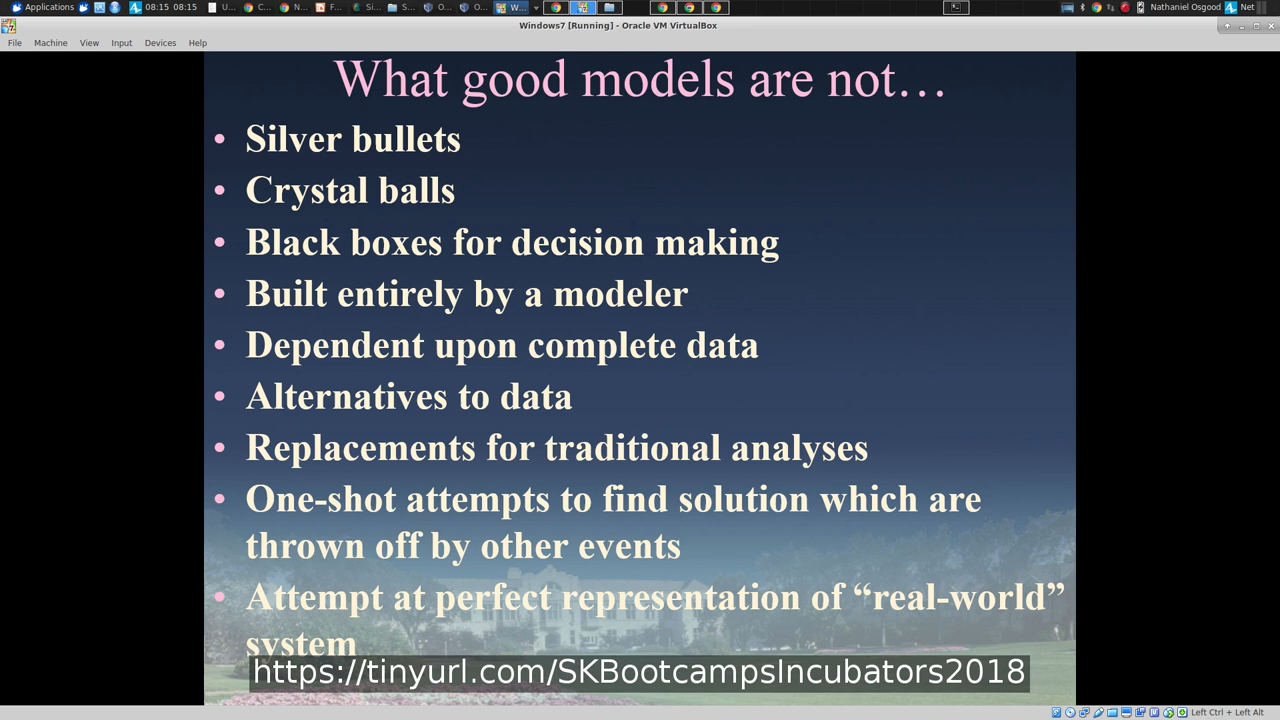 Applications
08:15 08:15
U...
C...
N...
F...
Si...
S...
O...
O...
W...
Nathaniel Osgood
Net
Windows7 [Running] - Oracle VM VirtualBox
File Machine View Input Devices Help
What good models are not…
• Silver bullets
• Crystal balls
• Black boxes for decision making
• Built entirely by a modeler
• Dependent upon complete data
• Alternatives to data
• Replacements for traditional analyses
• One-shot attempts to find solution which are
thrown off by other events
• Attempt at perfect representation of “real-world”
system
https://tinyurl.com/SKBootcampsIncubators2018
Left Ctrl + Left Alt